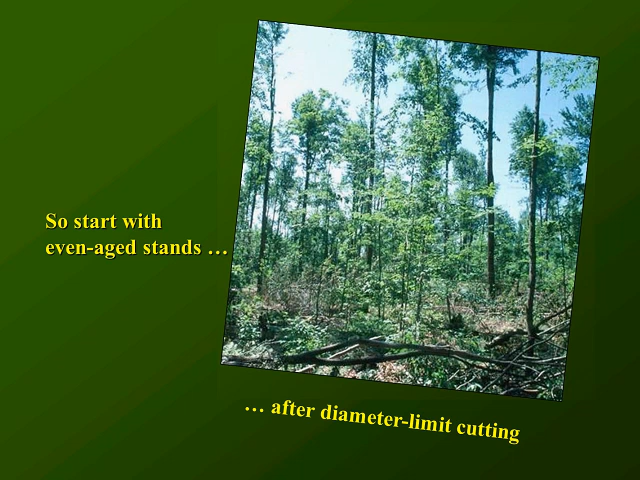 So start with
even-aged stands …
… after diameter-limit cutting